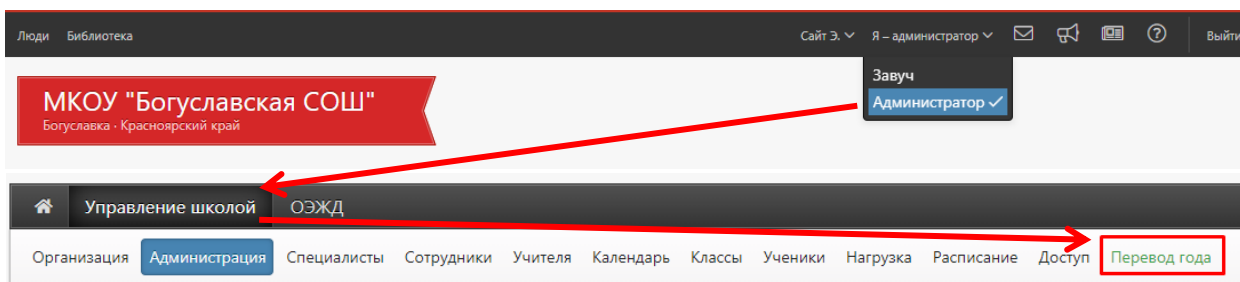 Люди Библиотека Сайт Э. Я – администратор Выйти
Завуч
Администратор
МКОУ "Богуславская СОШ"
Богуславка · Красноярский край
Управление школой ОЭЖД
Организация Администрация Специалисты Сотрудники Учителя Календарь Классы Ученики Нагрузка Расписание Доступ Перевод года